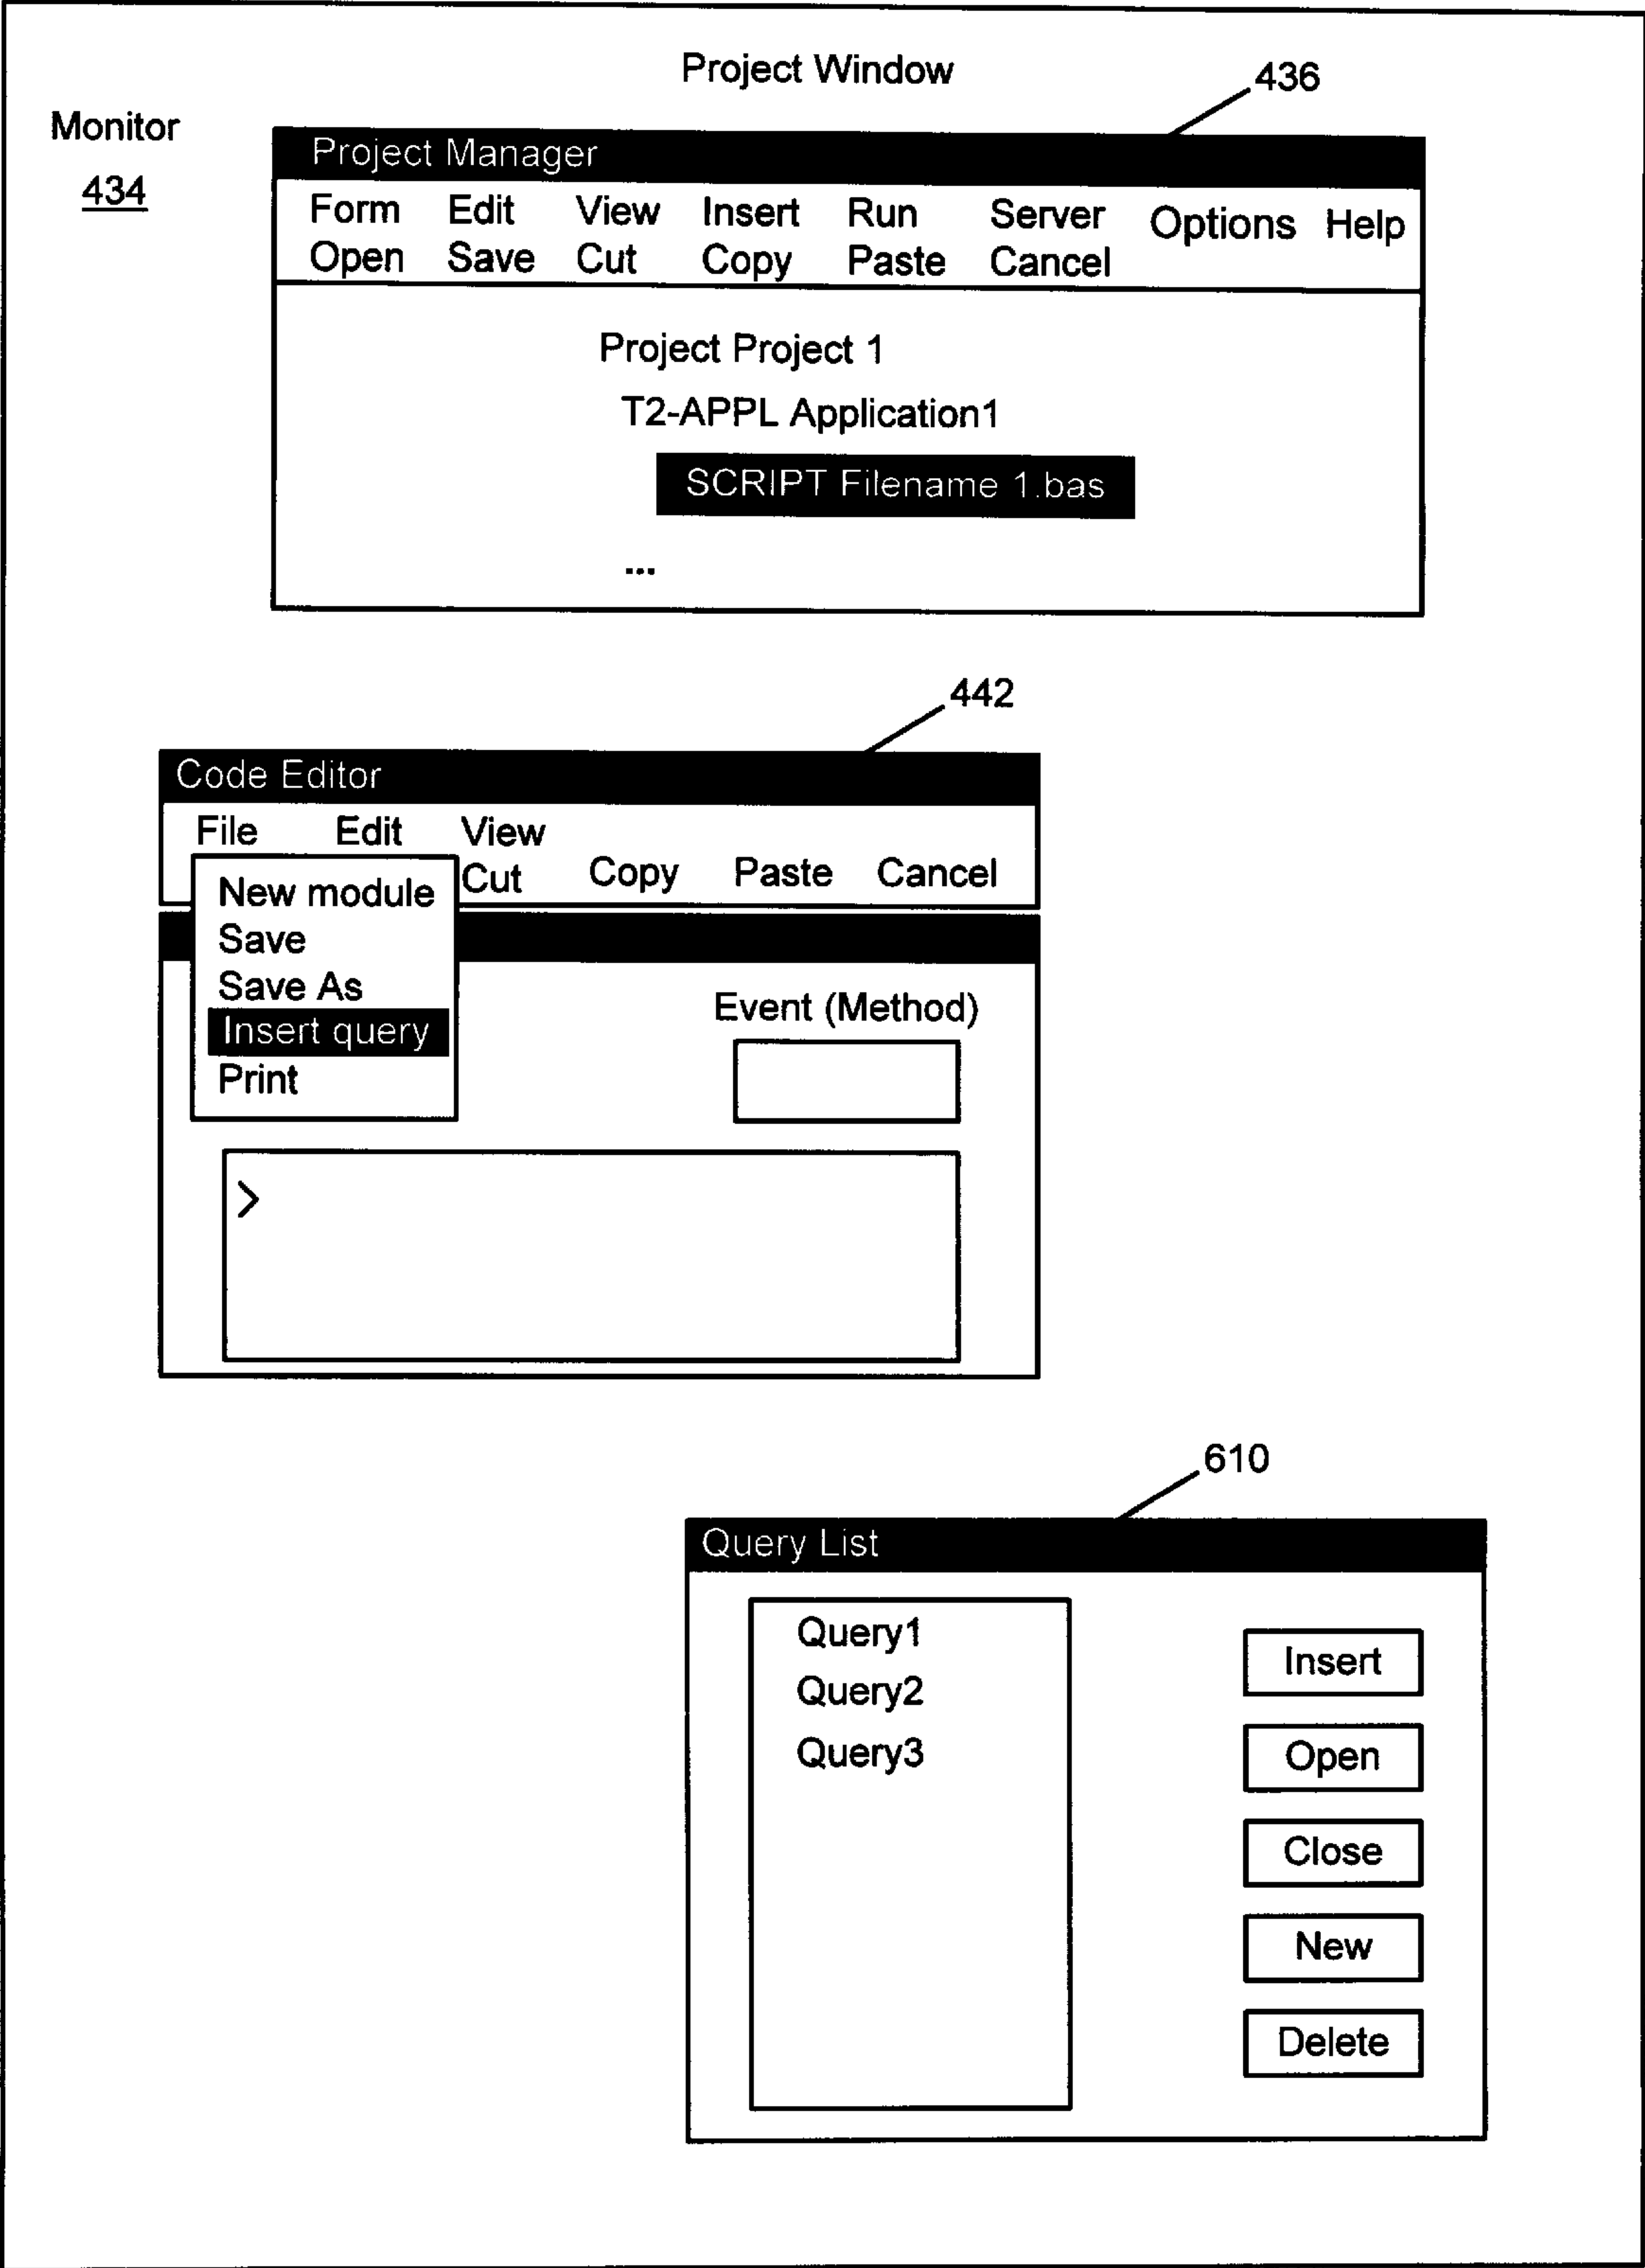 Project Window
436
Monitor
434
Project Manager
Form Edit View Insert Run Server Options Help
Open Save Cut Copy Paste Cancel
Project Project 1
T2-APPL Application1
SCRIPT Filename 1.bas
...
442
Code Editor
File Edit View
Cut Copy Paste Cancel
New module
Save
Save As
Insert query
Print
Event (Method)
>
610
Query List
Query1
Query2
Query3
Insert
Open
Close
New
Delete